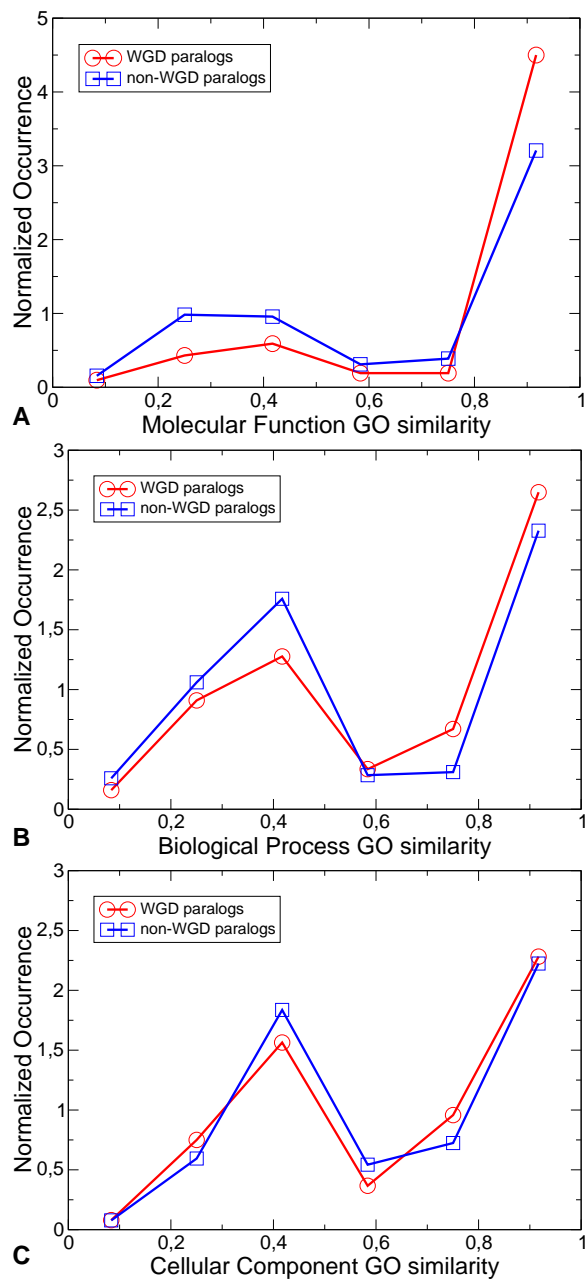 5
4
3
2
1
0
Normalized Occurrence
WGD paralogs
non-WGD paralogs
0
0,2
0,4
0,6
0,8
1
A
Molecular Function GO similarity
3
2,5
2
1,5
1
0,5
0
Normalized Occurrence
WGD paralogs
non-WGD paralogs
0
0,2
0,4
0,6
0,8
1
B
Biological Process GO similarity
3
2,5
2
1,5
1
0,5
0
Normalized Occurrence
WGD paralogs
non-WGD paralogs
0
0,2
0,4
0,6
0,8
1
C
Cellular Component GO similarity